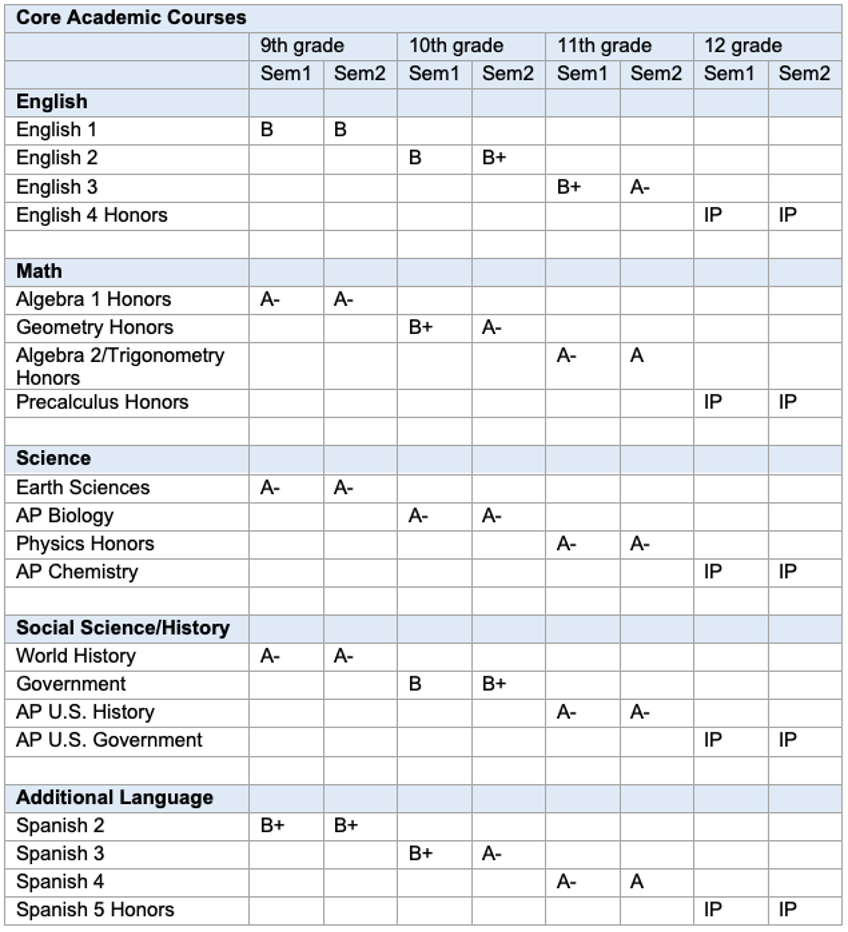 Core Academic Courses
9th grade 10th grade 11th grade 12 grade
Sem1 Sem2 Sem1 Sem2 Sem1 Sem2 Sem1 Sem2
English
English 1 B B
English 2 B B+
English 3 B+ A-
English 4 Honors IP IP
Math
Algebra 1 Honors A- A-
Geometry Honors B+ A-
Algebra 2/Trigonometry A- A
Honors
Precalculus Honors IP IP
Science
Earth Sciences A- A-
AP Biology A- A-
Physics Honors A- A-
AP Chemistry IP IP
Social Science/History
World History A- A-
Government B B+
AP U.S. History A- A-
AP U.S. Government IP IP
Additional Language
Spanish 2 B+ B+
Spanish 3 B+ A-
Spanish 4 A- A
Spanish 5 Honors IP IP